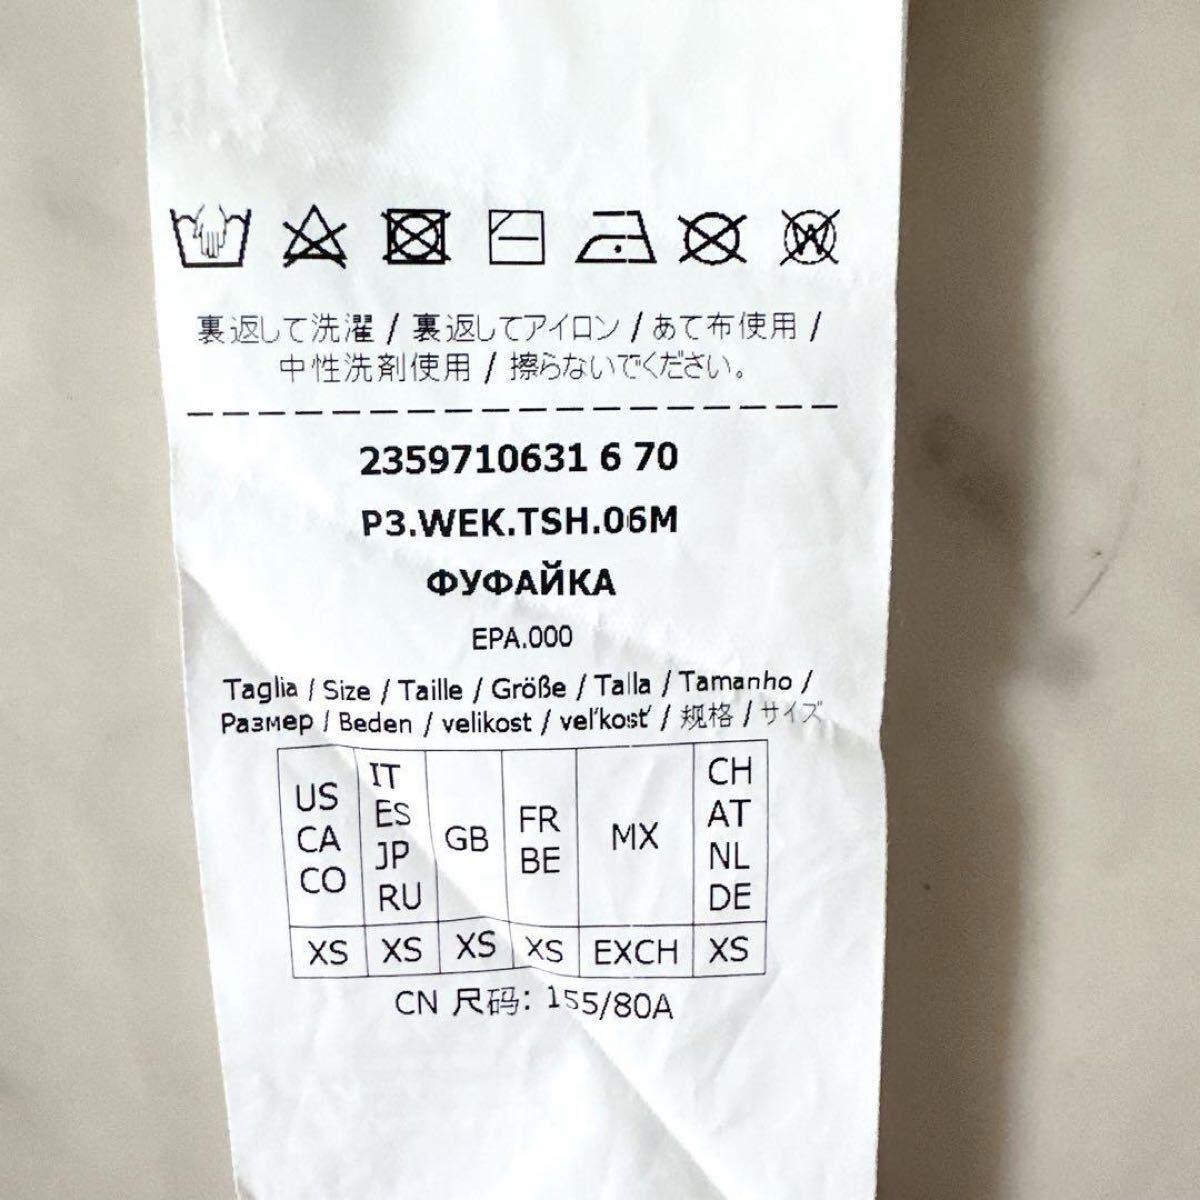 W
裏返して洗濯 / 裏返してアイロン / あて布使用 /
中性洗剤使用 / 擦らないでください。
2359710631 6 70
P3.WEK.TSH.06M
ФУФАЙКА
EPA.000
Taglia / Size / Taille / Größe / Talla / Tamanho /
Размер / Beden / velikost / veľkosť / 规格 / サイズ
US CA CO | IT ES JP RU | GB | FR BE | MX | CH AT NL DE
XS | XS | XS | XS | EXCH | XS
CN 尺码: 155/80A